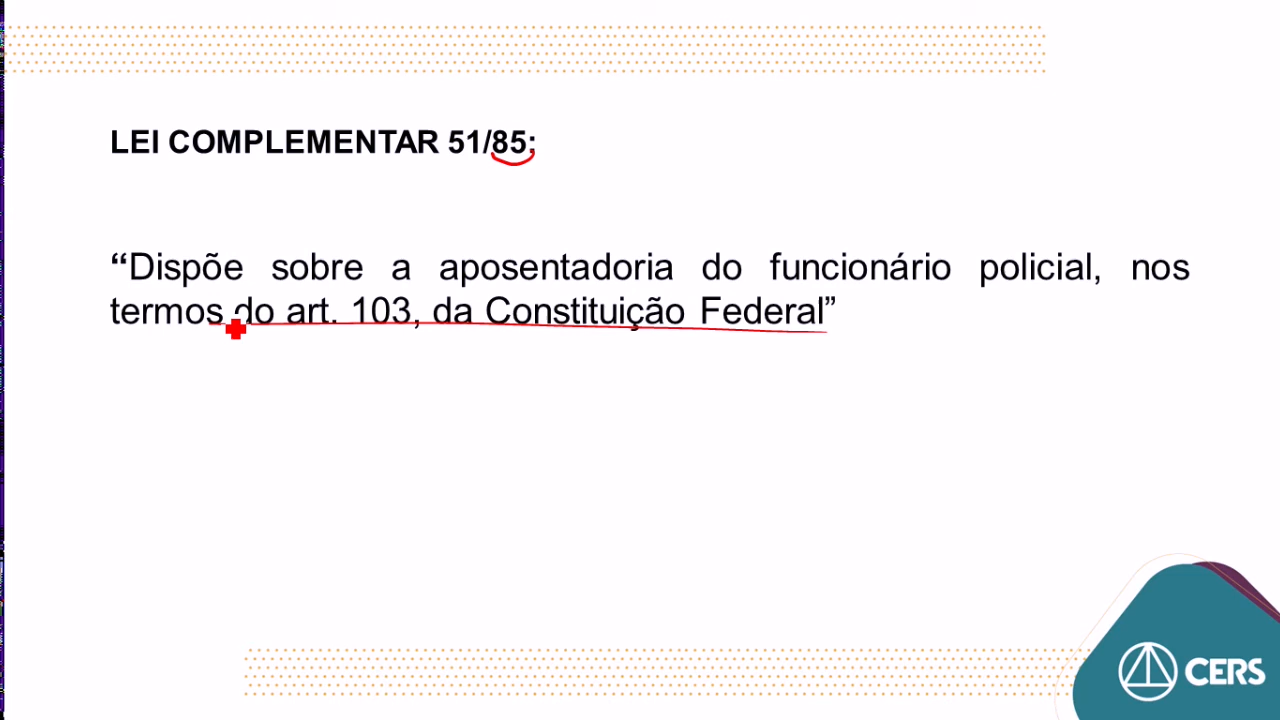 LEI COMPLEMENTAR 51/85:
“Dispõe sobre a aposentadoria do funcionário policial, nos
termos do art. 103, da Constituição Federal”
CERS